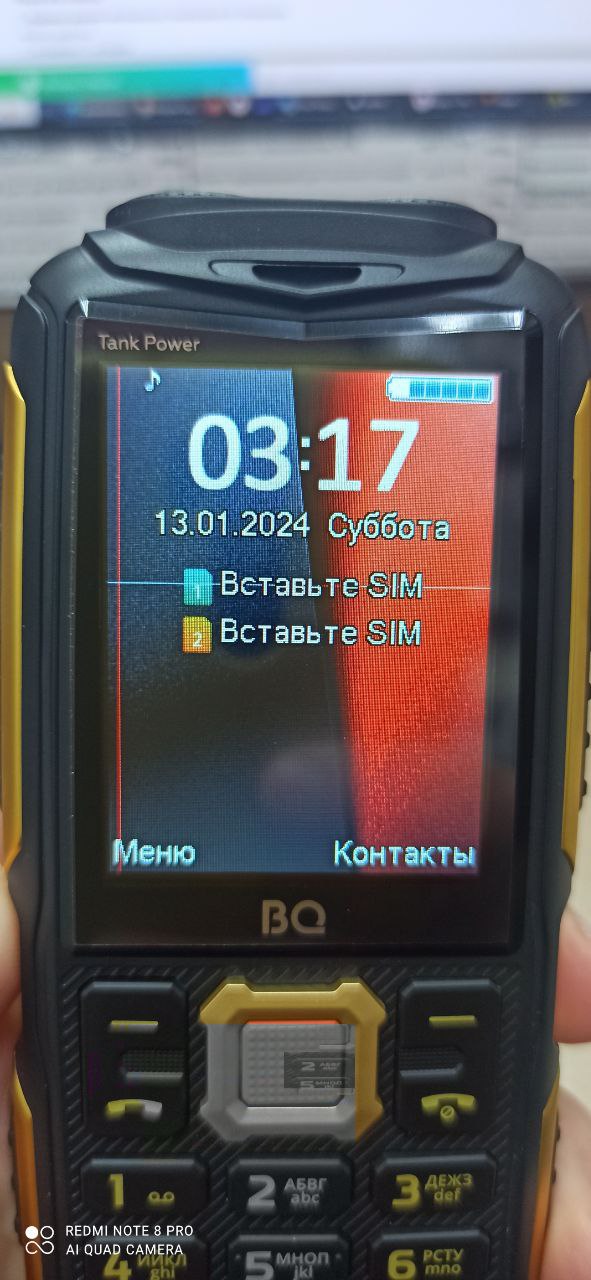 Tank Power
03:17
13.01.2024 Суббота
1 Вставьте SIM
2 Вставьте SIM
Меню Контакты
BQ
1 2 АБВГ abc 3 ДЕЖЗ def
4 ИЙКЛ ghi 5 МНОП jkl 6 РСТУ mno
REDMI NOTE 8 PRO
AI QUAD CAMERA